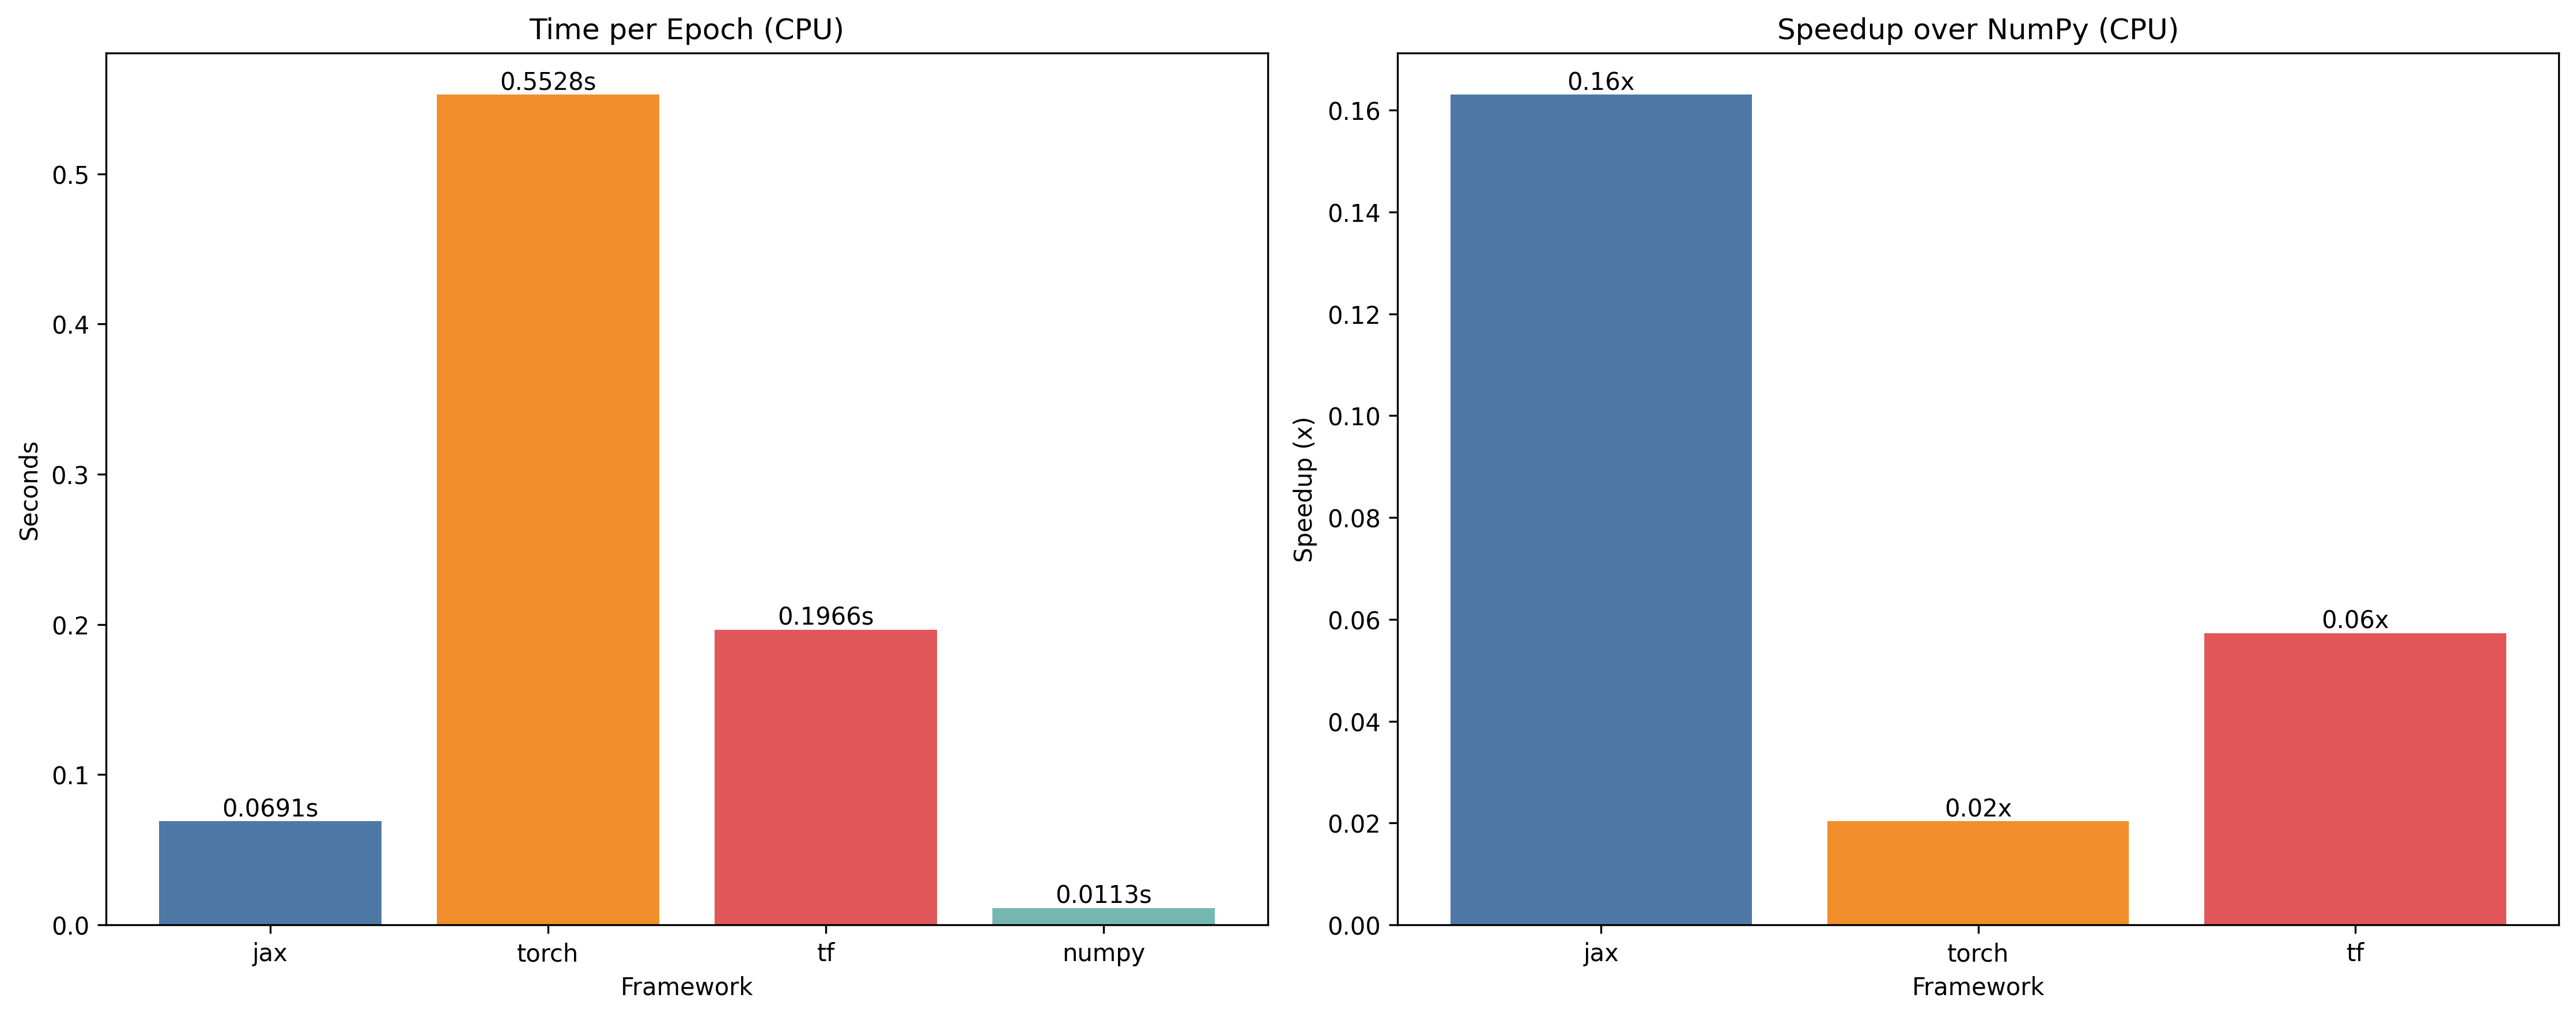 Time per Epoch (CPU)
Seconds
0.5
0.4
0.3
0.2
0.1
0.0
0.0691s
0.5528s
0.1966s
0.0113s
jax
torch
tf
numpy
Framework
Speedup over NumPy (CPU)
Speedup (x)
0.16
0.14
0.12
0.10
0.08
0.06
0.04
0.02
0.00
0.16x
0.02x
0.06x
jax
torch
tf
Framework